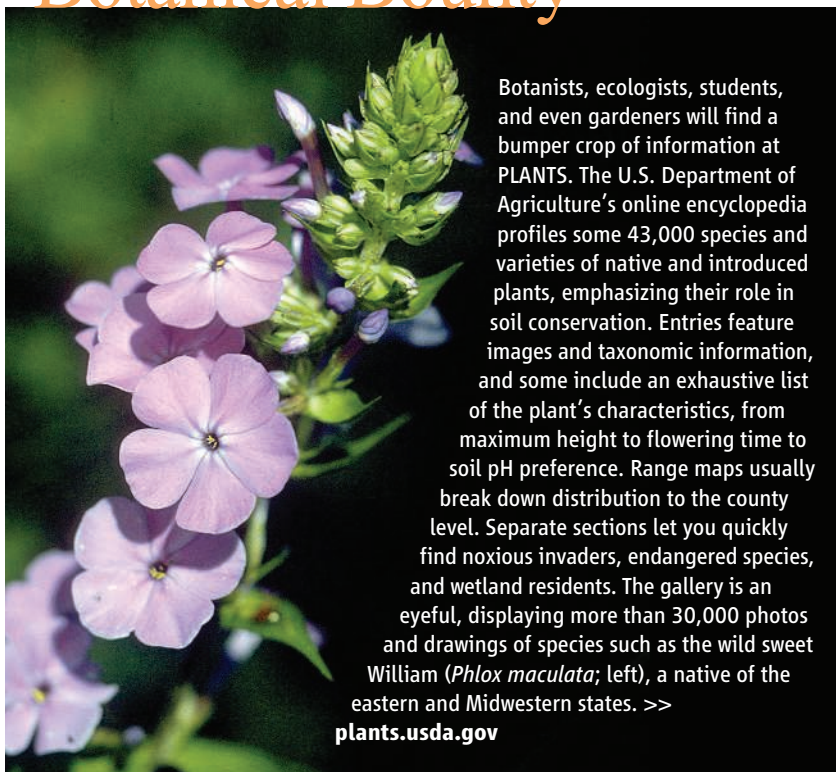 Botanical Bounty
Botanists, ecologists, students,
and even gardeners will find a
bumper crop of information at
PLANTS. The U.S. Department of
Agriculture’s online encyclopedia
profiles some 43,000 species and
varieties of native and introduced
plants, emphasizing their role in
soil conservation. Entries feature
images and taxonomic information,
and some include an exhaustive list
of the plant’s characteristics, from
maximum height to flowering time to
soil pH preference. Range maps usually
break down distribution to the county
level. Separate sections let you quickly
find noxious invaders, endangered species,
and wetland residents. The gallery is an
eyeful, displaying more than 30,000 photos
and drawings of species such as the wild sweet
William (Phlox maculata; left), a native of the
eastern and Midwestern states. >>
plants.usda.gov